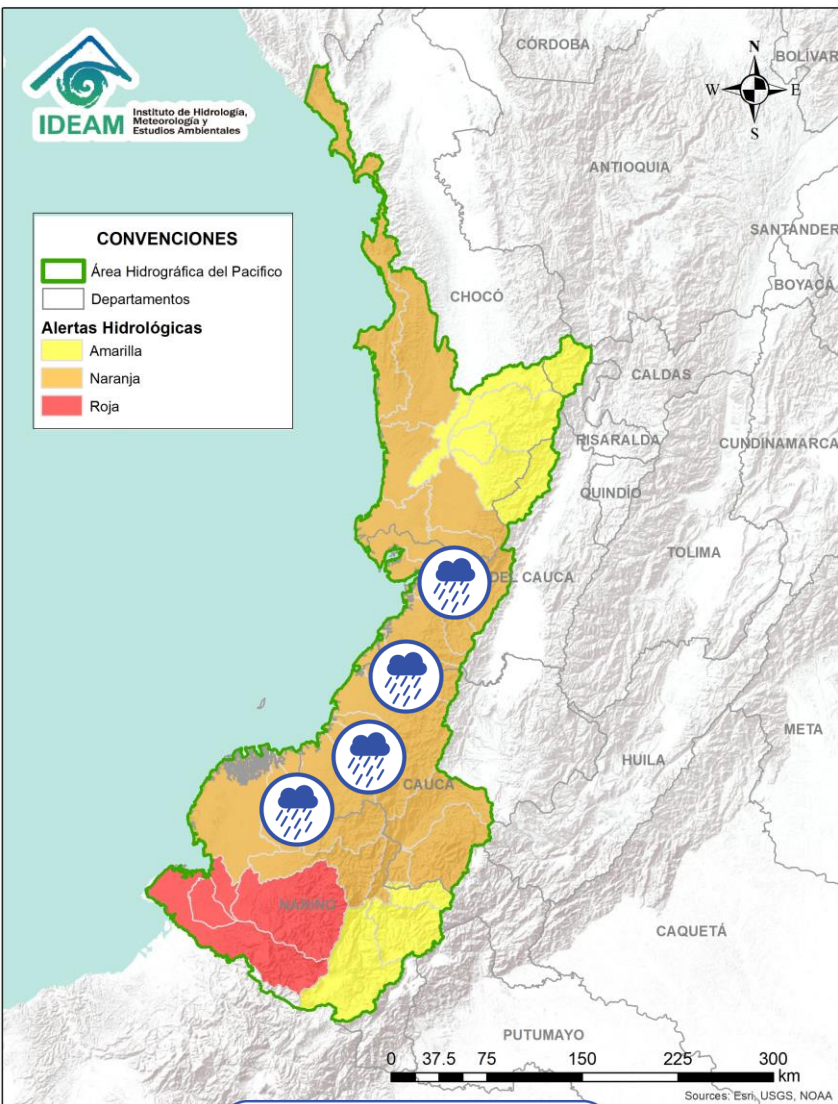 IDEAM
Instituto de Hidrología,
Meteorología y
Estudios Ambientales
N
W
E
S
CONVENCIONES
Área Hidrográfica del Pacifico
Departamentos
Alertas Hidrológicas
Amarilla
Naranja
Roja
CÓRDOBA
BOLÍVAR
ANTIOQUIA
SANTANDER
BOYACÁ
CHOCÓ
CALDAS
RISARALDA
CUNDINAMARCA
QUINDÍO
TOLIMA
DEL CAUCA
META
HUILA
CAUCA
NARIÑO
CAQUETÁ
PUTUMAYO
0 37.5 75 150 225 300
km
Sources: Esri, USGS, NOAA